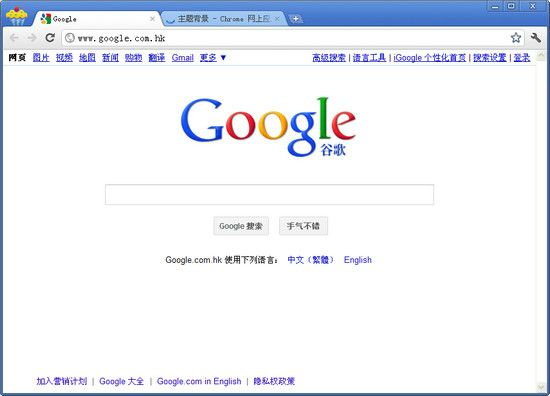 Google
主题背景 - Chrome 网上应
www.google.com.hk
网页 图片 视频 地图 新闻 购物 翻译 Gmail 更多 ▼ 高级搜索 | 语言工具 | iGoogle 个性化首页 | 搜索设置 | 登录
Google
谷歌
Google 搜索 手气不错
Google.com.hk 使用下列语言： 中文（繁體） English
加入营销计划 | Google 大全 | Google.com in English | 隐私权政策